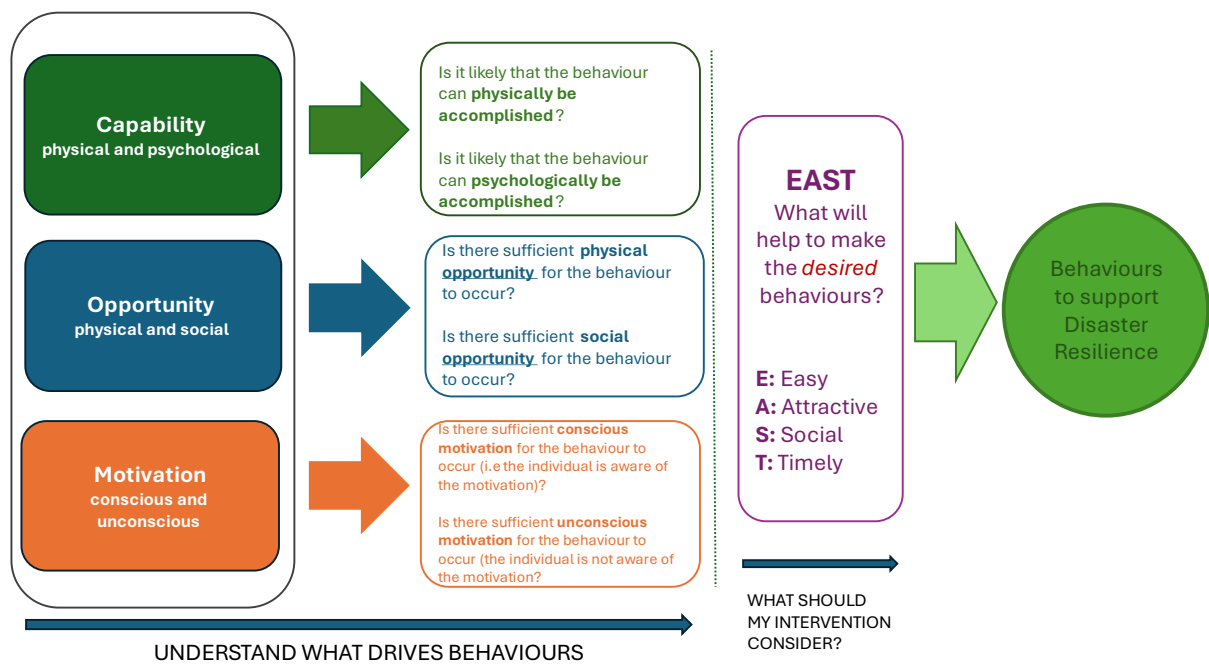 Capability
physical and psychological
Is it likely that the behaviour
can physically be
accomplished?
Is it likely that the behaviour
can psychologically be
accomplished?
Opportunity
physical and social
Is there sufficient physical
opportunity for the behaviour
to occur?
Is there sufficient social
opportunity for the behaviour
to occur?
Motivation
conscious and
unconscious
Is there sufficient conscious
motivation for the behaviour to
occur (i.e the individual is aware of
the motivation)?
Is there sufficient unconscious
motivation for the behaviour to
occur (the individual is not aware of
the motivation?
UNDERSTAND WHAT DRIVES BEHAVIOURS
EAST
What will
help to make
the desired
behaviours?
E: Easy
A: Attractive
S: Social
T: Timely
WHAT SHOULD
MY INTERVENTION
CONSIDER?
Behaviours
to support
Disaster
Resilience